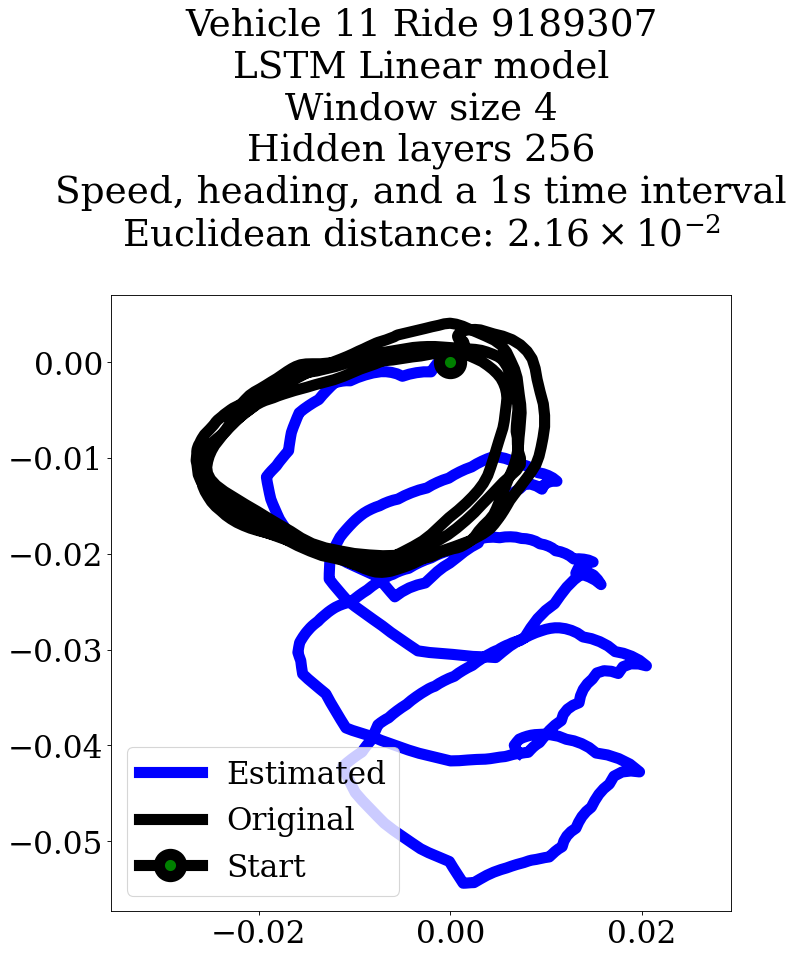 Vehicle 11 Ride 9189307
LSTM Linear model
Window size 4
Hidden layers 256
Speed, heading, and a 1s time interval
Euclidean distance: 2.16 × 10⁻²
0.00
−0.01
−0.02
−0.03
−0.04
−0.05
Estimated
Original
Start
−0.02 0.00 0.02